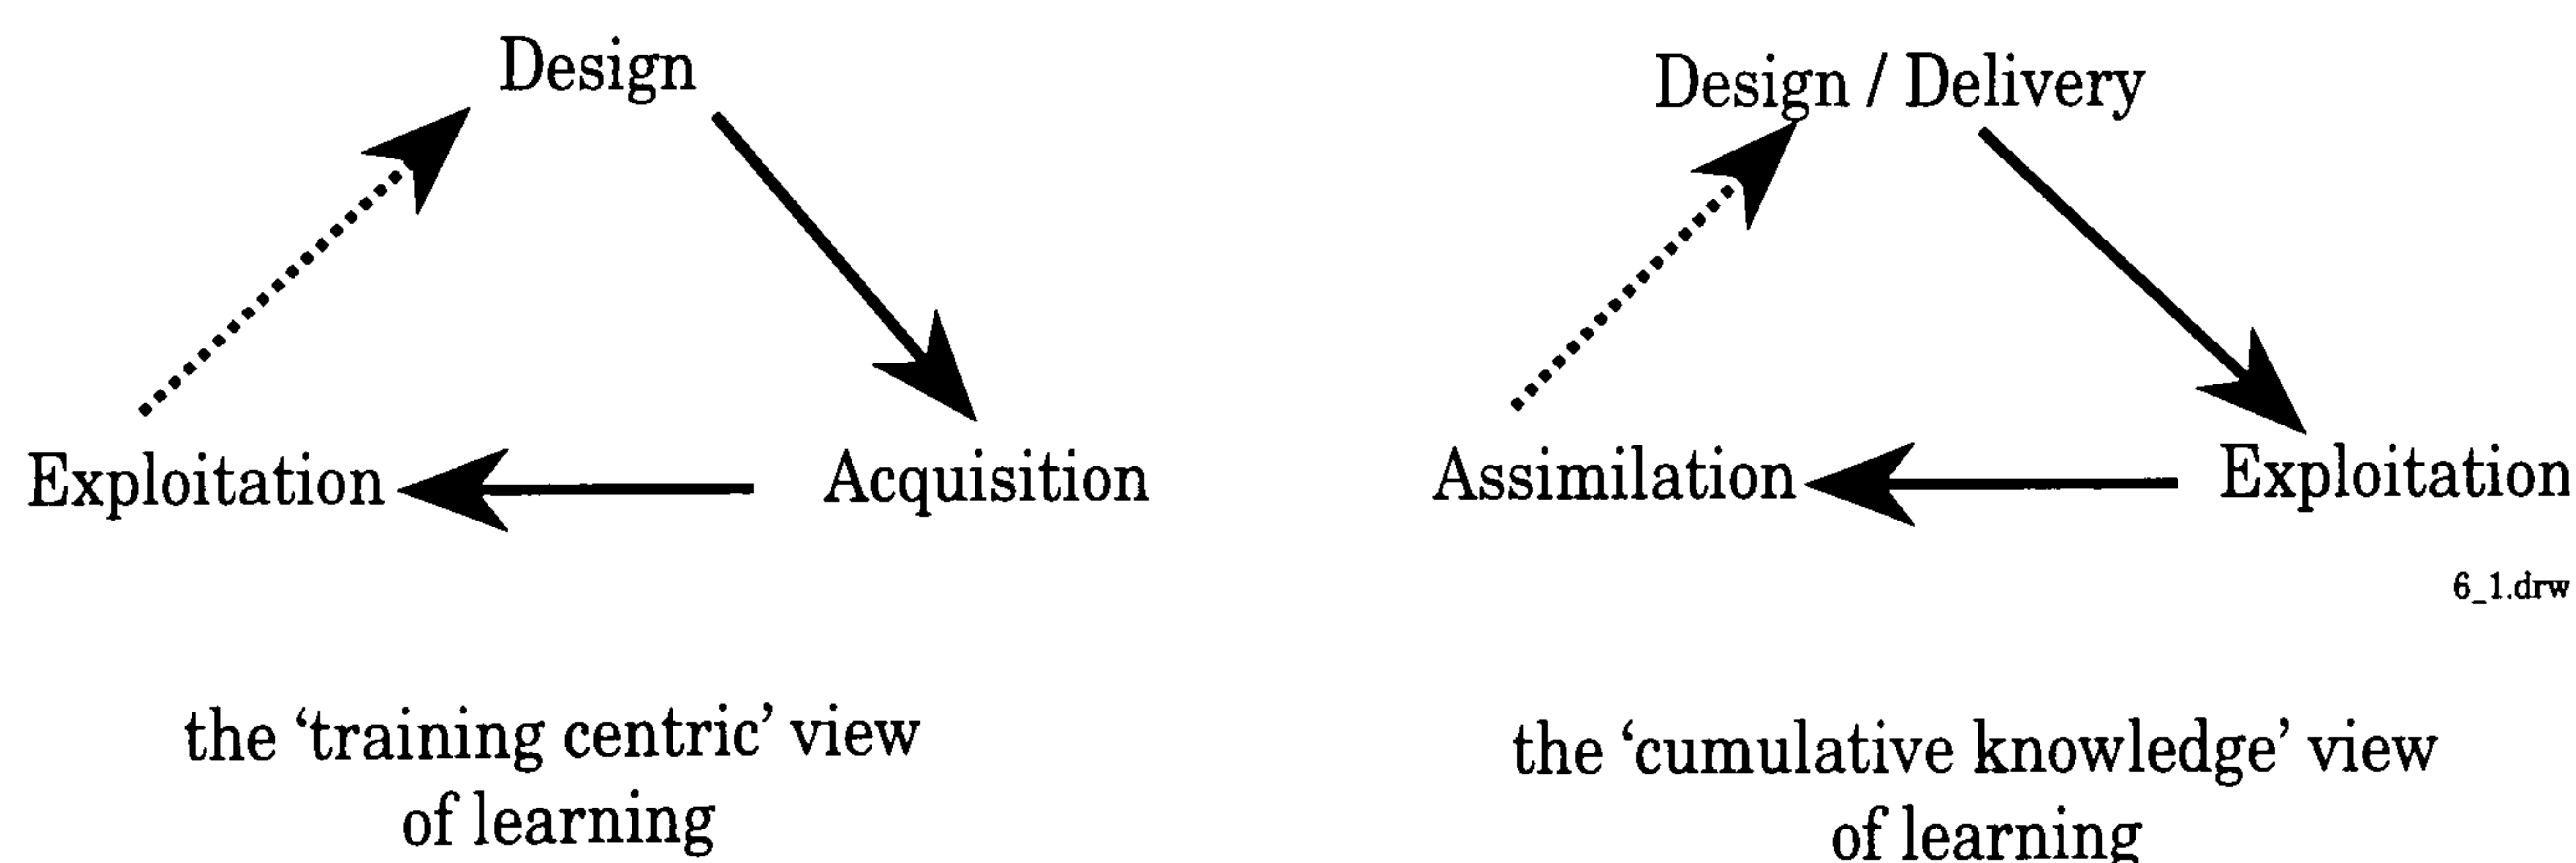 Design
Exploitation
Acquisition
the ‘training centric’ view
of learning
Design / Delivery
Assimilation
Exploitation
6_1.drw
the ‘cumulative knowledge’ view
of learning